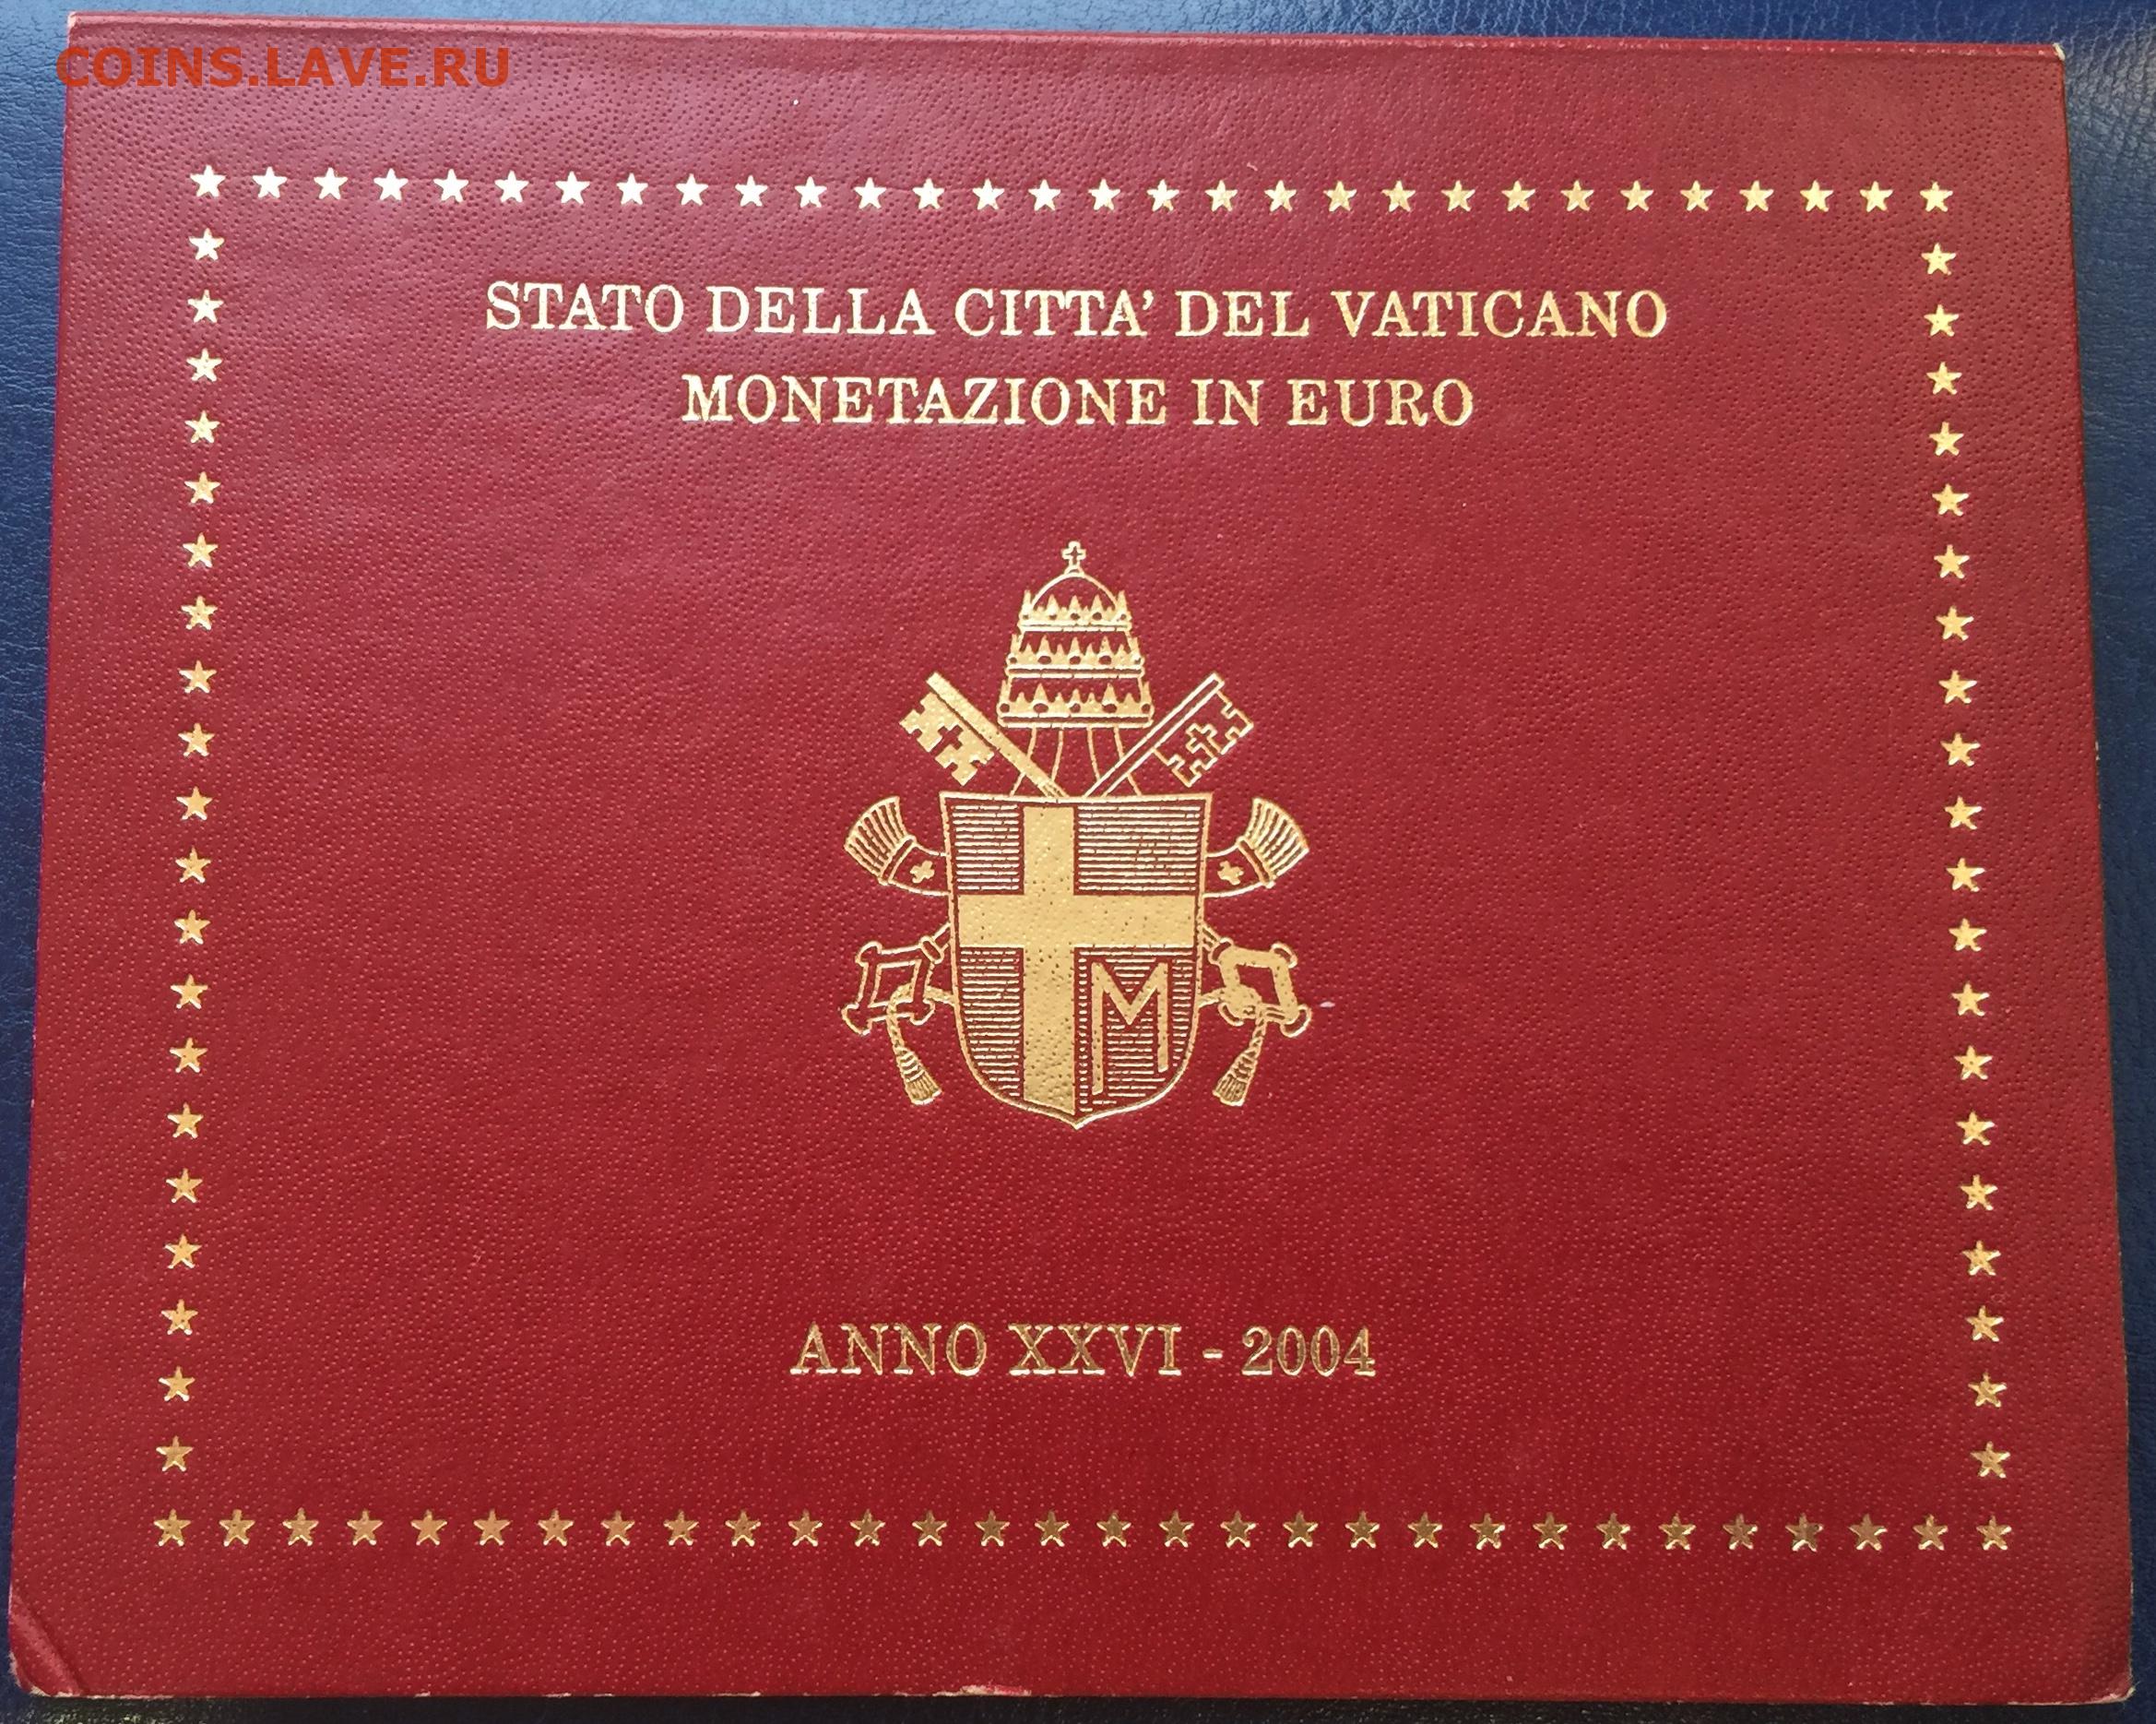 COINS.LAVE.RU
STATO DELLA CITTA' DEL VATICANO
MONETAZIONE IN EURO
M
ANNO XXVI - 2004